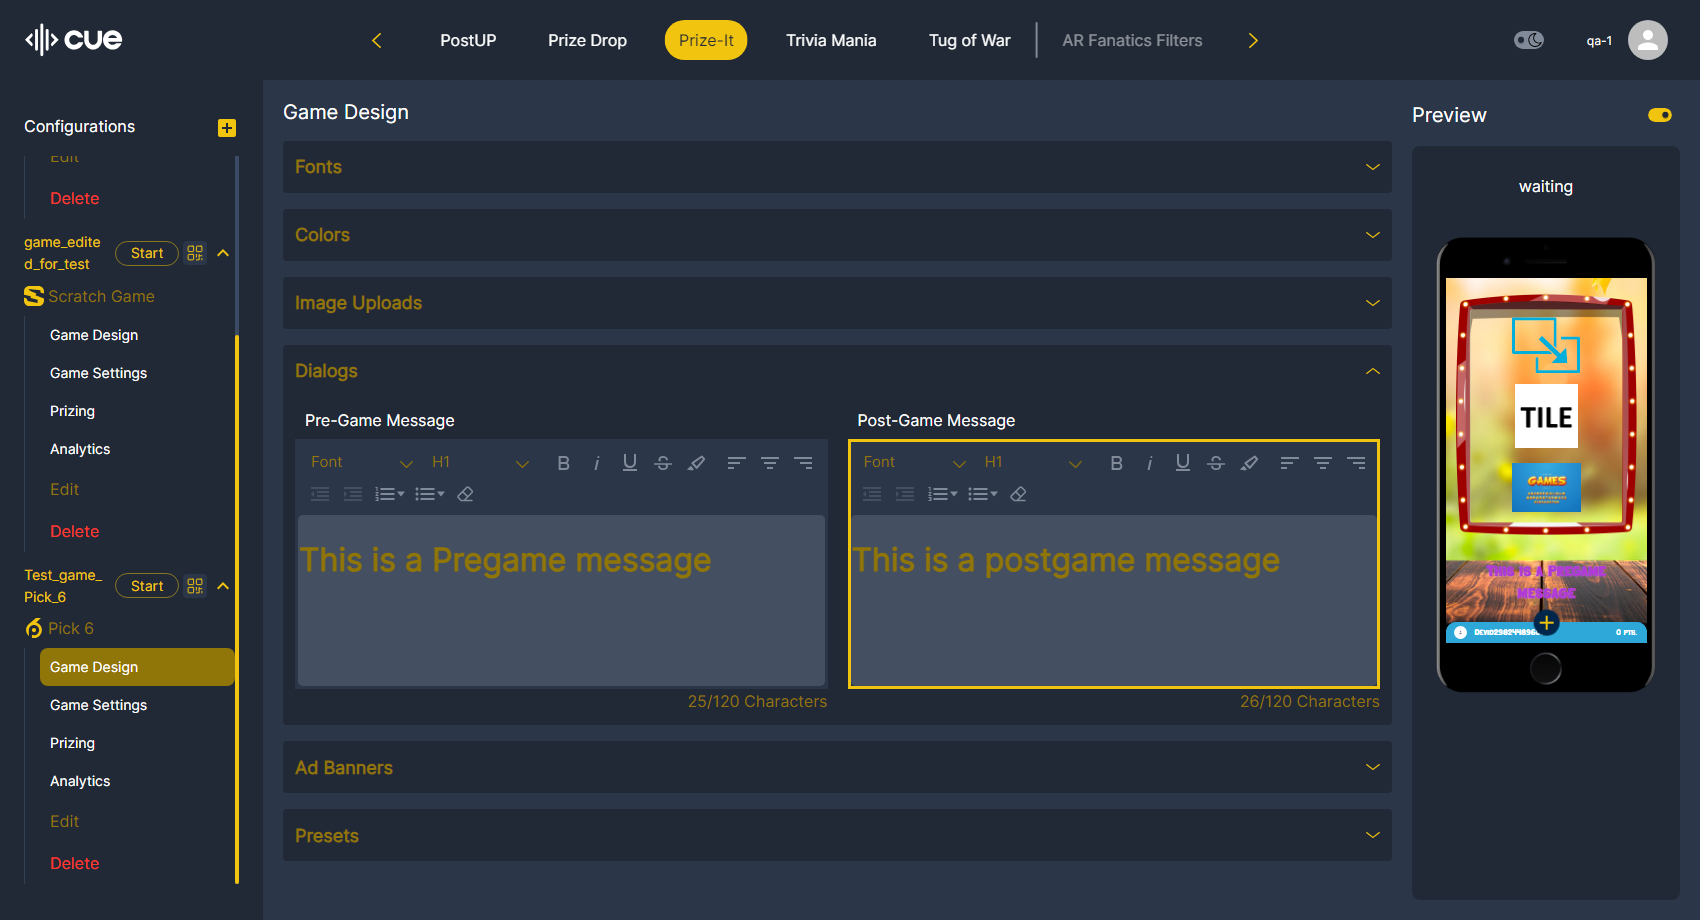 cue
PostUP
Prize Drop
Prize-It
Trivia Mania
Tug of War
AR Fanatics Filters
qa-1
Configurations
Edit
Delete
game_edite
d_for_test
Start
Scratch Game
Game Design
Game Settings
Prizing
Analytics
Edit
Delete
Test_game_
Pick_6
Start
Pick 6
Game Design
Game Settings
Prizing
Analytics
Edit
Delete
Game Design
Fonts
Colors
Image Uploads
Dialogs
Pre-Game Message
Font
H1
B
i
U
S
This is a Pregame message
25/120 Characters
Post-Game Message
Font
H1
B
i
U
S
This is a postgame message
26/120 Characters
Ad Banners
Presets
Preview
waiting
TILE
GAMES
This is a Pregame
message
0 pts.